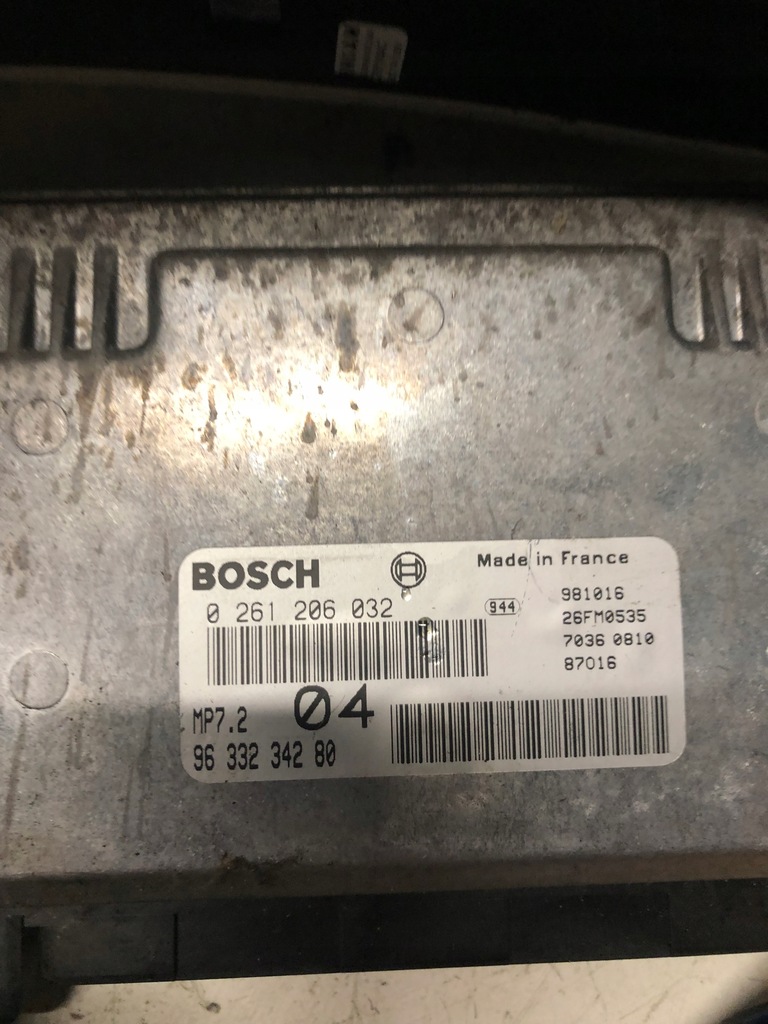 BOSCH
Made in France
0 261 206 032
944
981016
26FM0535
7036 0810
87016
MP7.2
04
96 332 342 80